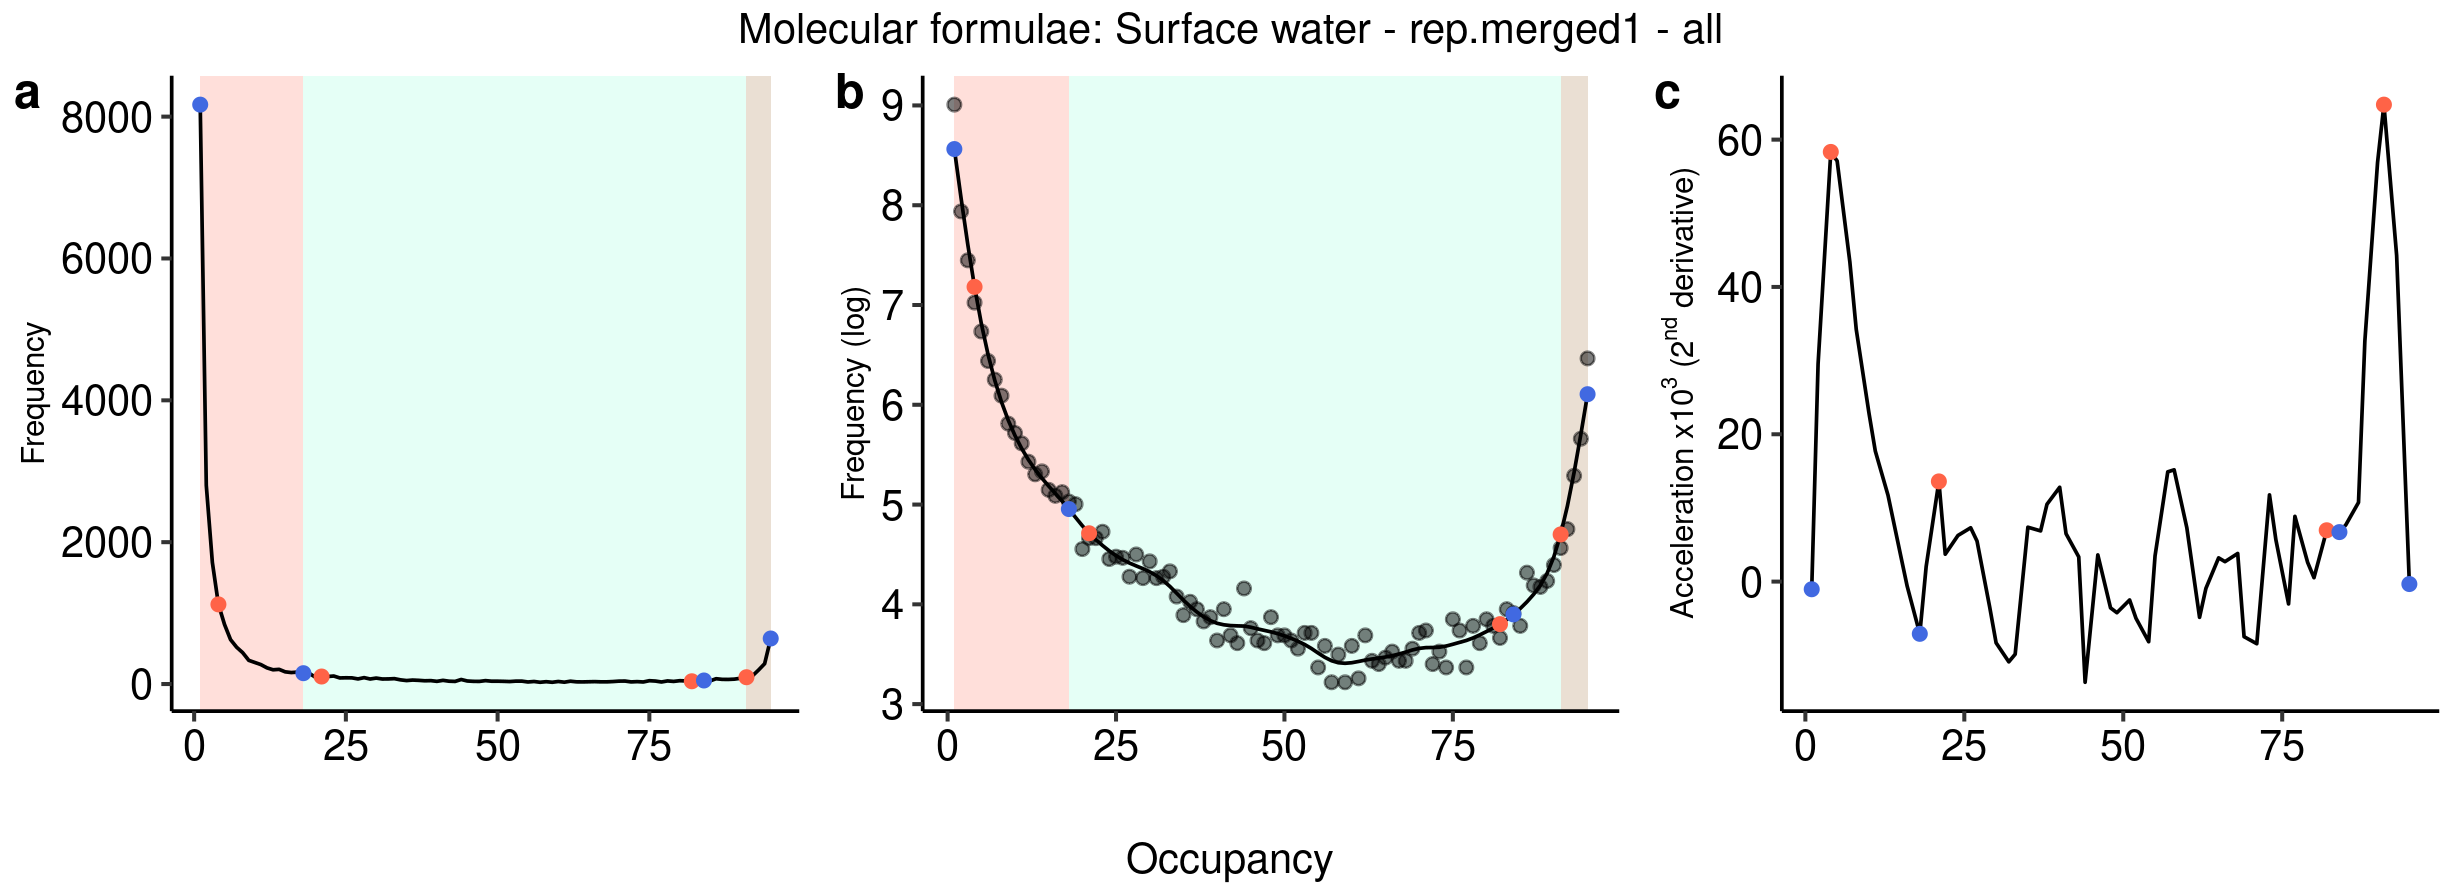 Molecular formulae: Surface water - rep.merged1 - all
a
Frequency
8000
6000
4000
2000
0
0 25 50 75
b
Frequency (log)
9
8
7
6
5
4
3
0 25 50 75
c
Acceleration x10³ (2ⁿᵈ derivative)
60
40
20
0
0 25 50 75
Occupancy